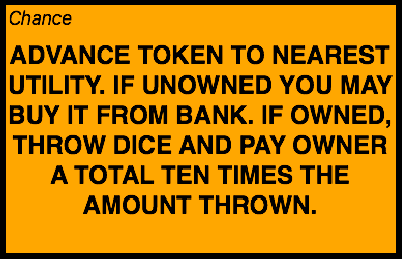 Chance
ADVANCE TOKEN TO NEAREST
UTILITY. IF UNOWNED YOU MAY
BUY IT FROM BANK. IF OWNED,
THROW DICE AND PAY OWNER
A TOTAL TEN TIMES THE
AMOUNT THROWN.